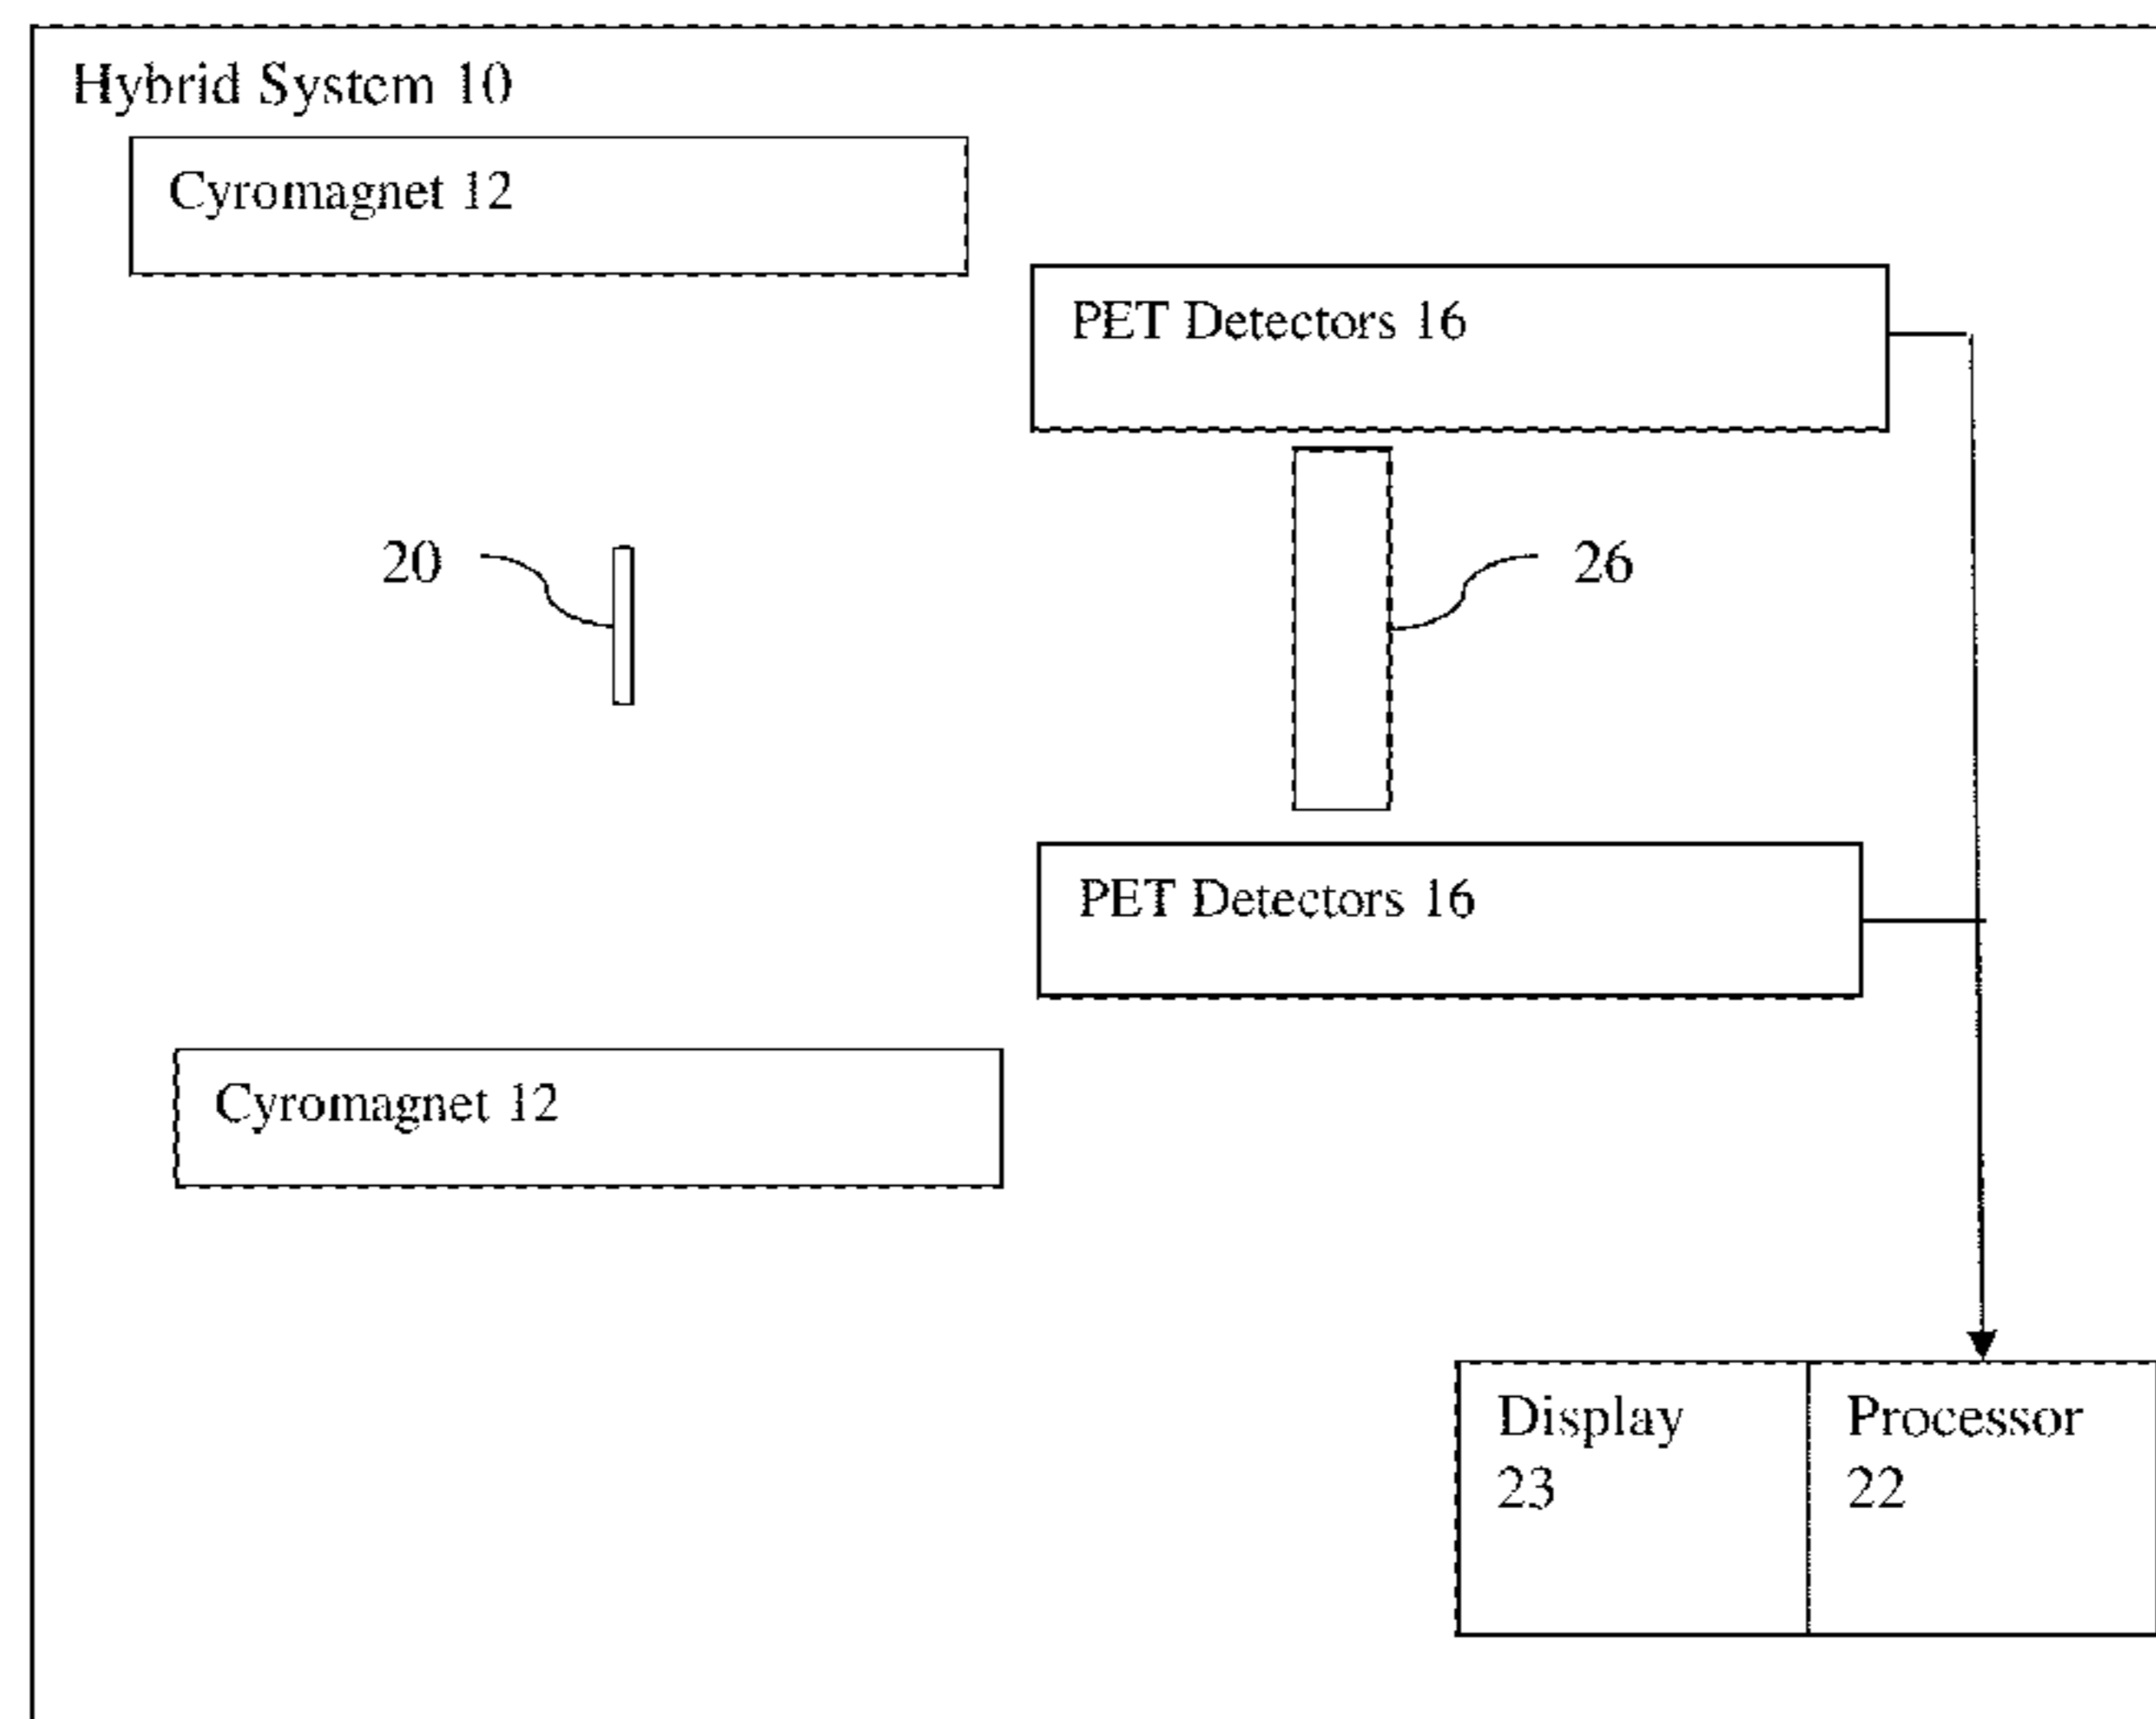 Hybrid System 10
Cyromagnet 12
PET Detectors 16
20
26
PET Detectors 16
Cyromagnet 12
Display
23
Processor
22